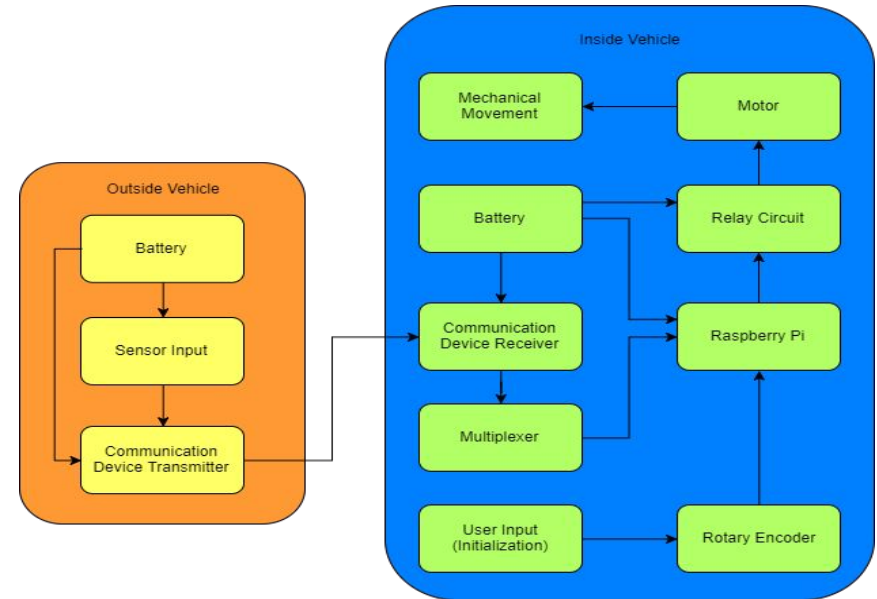 Inside Vehicle
Mechanical
Movement
Motor
Outside Vehicle
Battery
Battery
Relay Circuit
Sensor Input
Communication
Device Receiver
Raspberry Pi
Communication
Device Transmitter
Multiplexer
User Input
(Initialization)
Rotary Encoder